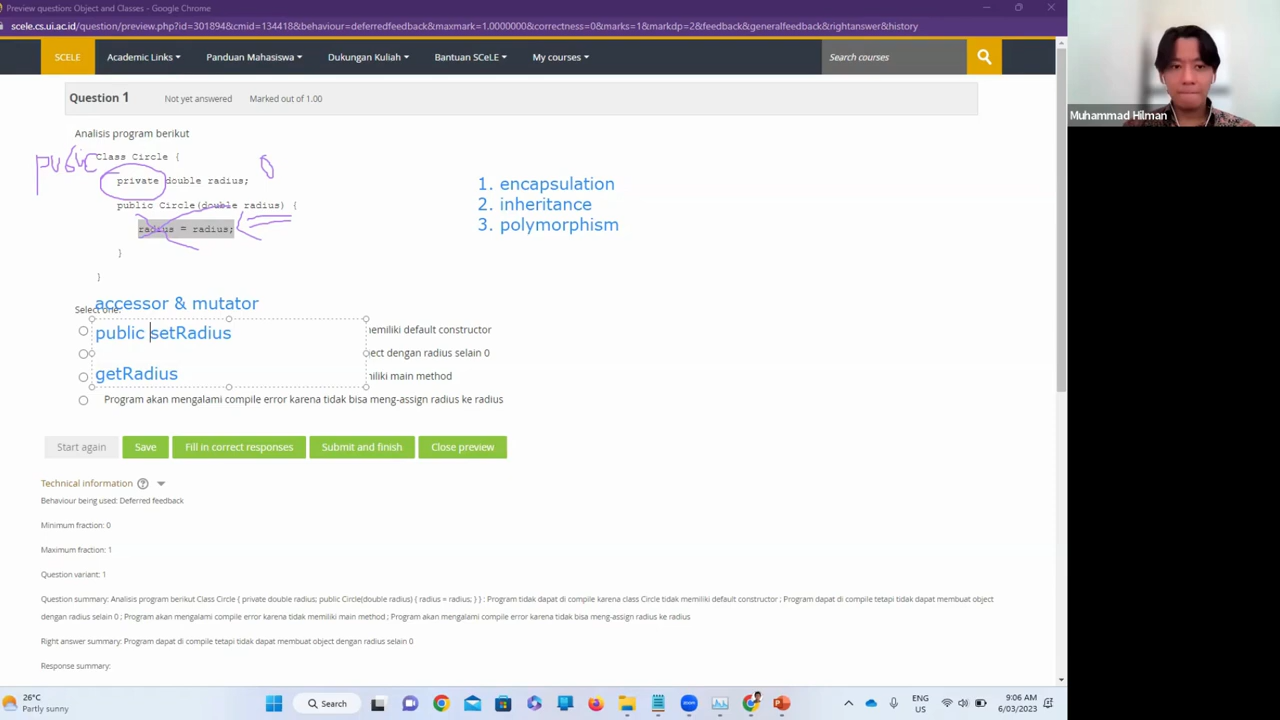 Preview question: Object and Classes - Google Chrome
scele.cs.ui.ac.id/question/preview.php?id=301894&cmid=134418&behaviour=deferredfeedback&maxmark=1.0000000&correctness=0&marks=1&markdp=2&feedback&generalfeedback&rightanswer&history
SCELE Academic Links Panduan Mahasiswa Dukungan Kuliah Bantuan SCeLE My courses Search courses
Question 1 Not yet answered Marked out of 1.00
Muhammad Hilman
Analisis program berikut
public Class Circle {
private double radius; 0
public Circle(double radius) {
radius = radius;
}
}
1. encapsulation
2. inheritance
3. polymorphism
accessor & mutator
Select one:
public setRadius
memiliki default constructor
ject dengan radius selain 0
getRadius
miliki main method
Program akan mengalami compile error karena tidak bisa meng-assign radius ke radius
Start again Save Fill in correct responses Submit and finish Close preview
Technical information
Behaviour being used: Deferred feedback
Minimum fraction: 0
Maximum fraction: 1
Question variant: 1
Question summary: Analisis program berikut Class Circle { private double radius; public Circle(double radius) { radius = radius; } } : Program tidak dapat di compile karena class Circle tidak memiliki default constructor ; Program dapat di compile tetapi tidak dapat membuat object
dengan radius selain 0 ; Program akan mengalami compile error karena tidak memiliki main method ; Program akan mengalami compile error karena tidak bisa meng-assign radius ke radius
Right answer summary: Program dapat di compile tetapi tidak dapat membuat object dengan radius selain 0
Response summary:
26°C
Partly sunny
Search
ENG
US
9:06 AM
6/03/2023